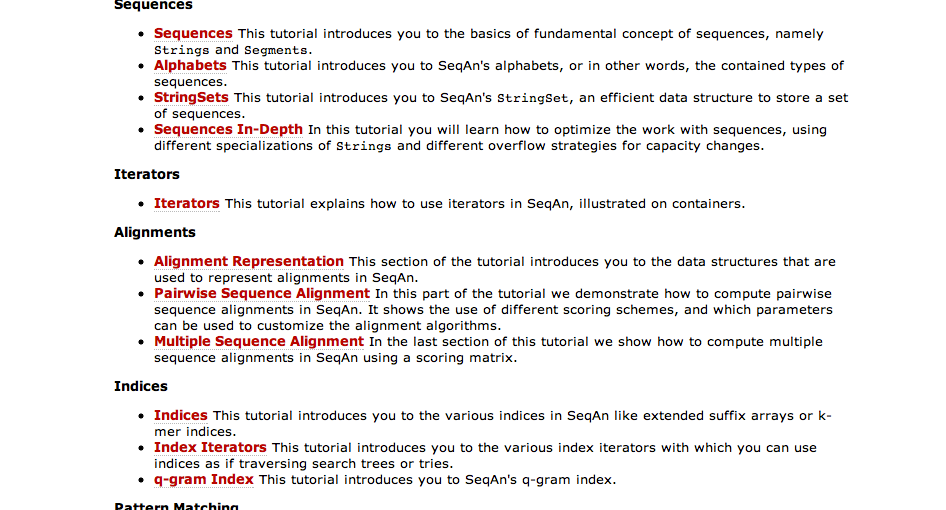 Sequences
• Sequences This tutorial introduces you to the basics of fundamental concept of sequences, namely
Strings and Segments.
• Alphabets This tutorial introduces you to SeqAn's alphabets, or in other words, the contained types of
sequences.
• StringSets This tutorial introduces you to SeqAn's StringSet, an efficient data structure to store a set
of sequences.
• Sequences In-Depth In this tutorial you will learn how to optimize the work with sequences, using
different specializations of Strings and different overflow strategies for capacity changes.
Iterators
• Iterators This tutorial explains how to use iterators in SeqAn, illustrated on containers.
Alignments
• Alignment Representation This section of the tutorial introduces you to the data structures that are
used to represent alignments in SeqAn.
• Pairwise Sequence Alignment In this part of the tutorial we demonstrate how to compute pairwise
sequence alignments in SeqAn. It shows the use of different scoring schemes, and which parameters
can be used to customize the alignment algorithms.
• Multiple Sequence Alignment In the last section of this tutorial we show how to compute multiple
sequence alignments in SeqAn using a scoring matrix.
Indices
• Indices This tutorial introduces you to the various indices in SeqAn like extended suffix arrays or k-
mer indices.
• Index Iterators This tutorial introduces you to the various index iterators with which you can use
indices as if traversing search trees or tries.
• q-gram Index This tutorial introduces you to SeqAn's q-gram index.
Pattern Matching